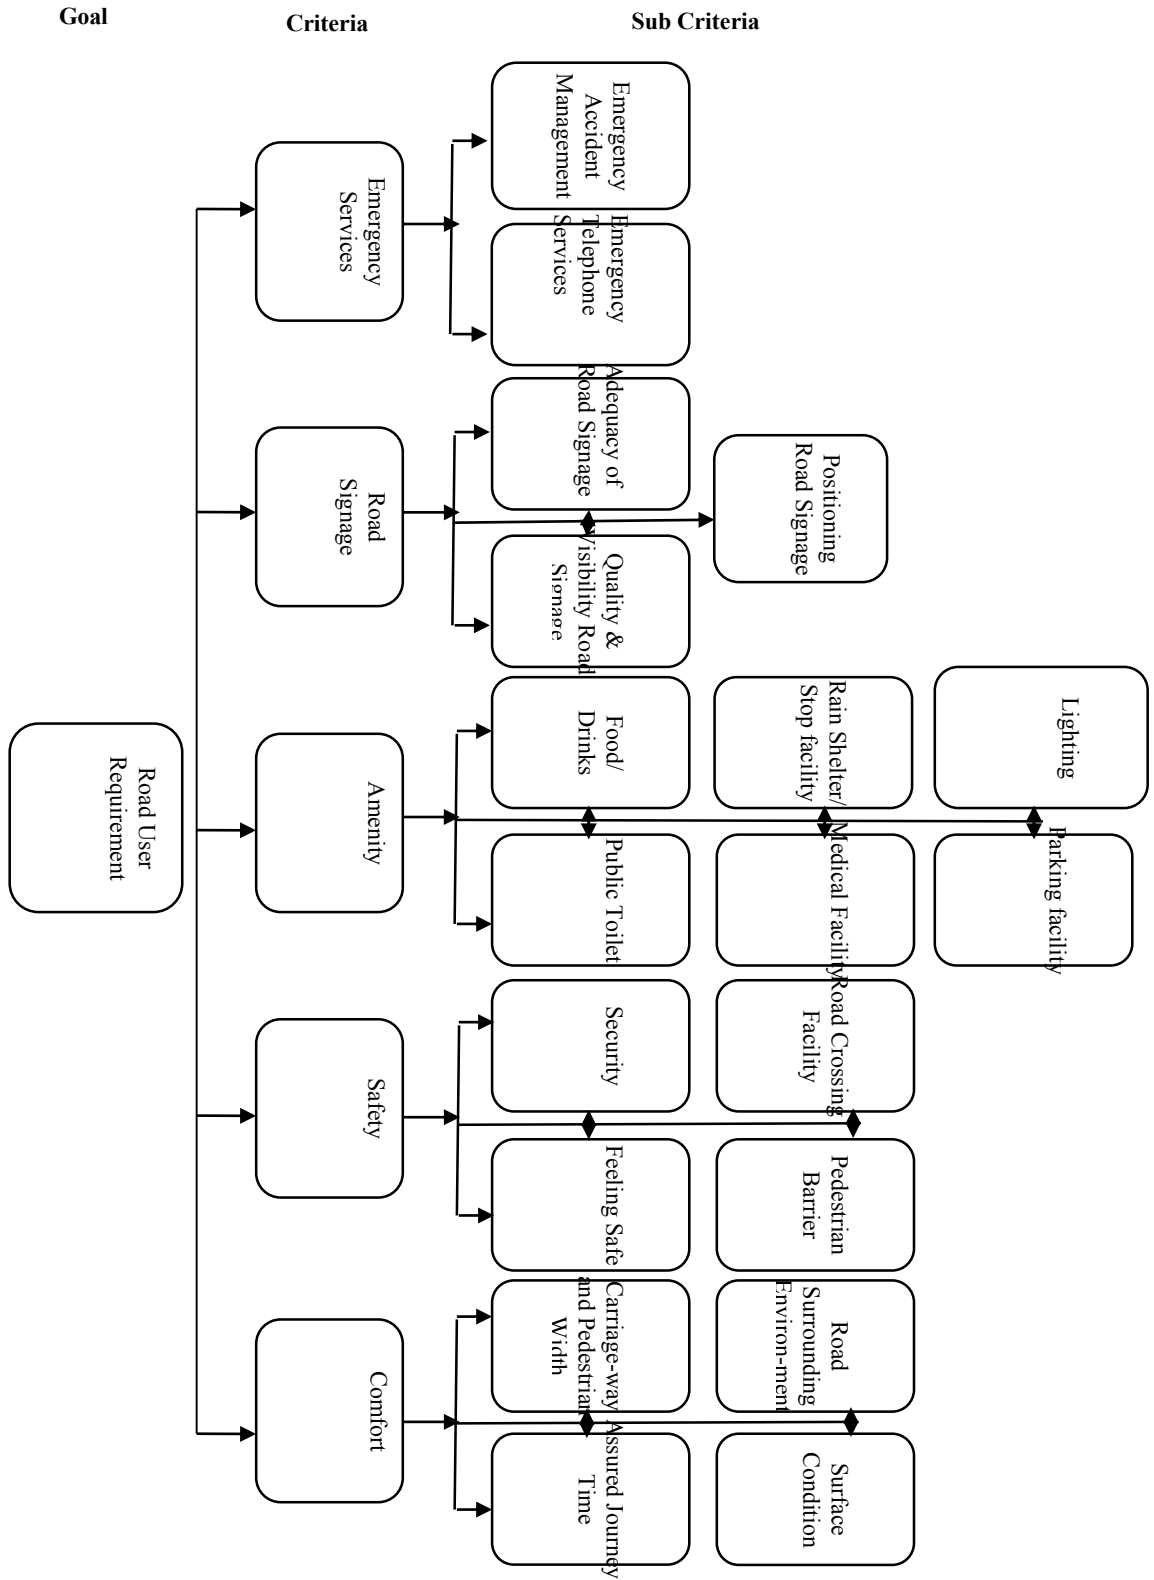 Goal
Criteria
Sub Criteria
Road User
Requirement
Emergency
Services
Road
Signage
Amenity
Safety
Comfort
Emergency
Accident
Management
Emergency
Telephone
Services
Adequacy of
Road Signage
Quality &
Visibility Road
Signage
Positioning
Road Signage
Food/
Drinks
Public Toilet
Rain Shelter/
Stop facility
Medical Facility
Lighting
Parking facility
Security
Feeling Safe
Road Crossing
Facility
Pedestrian
Barrier
Carriage-way
and Pedestrian
Width
Assured Journey
Time
Road
Surrounding
Environ-ment
Surface
Condition